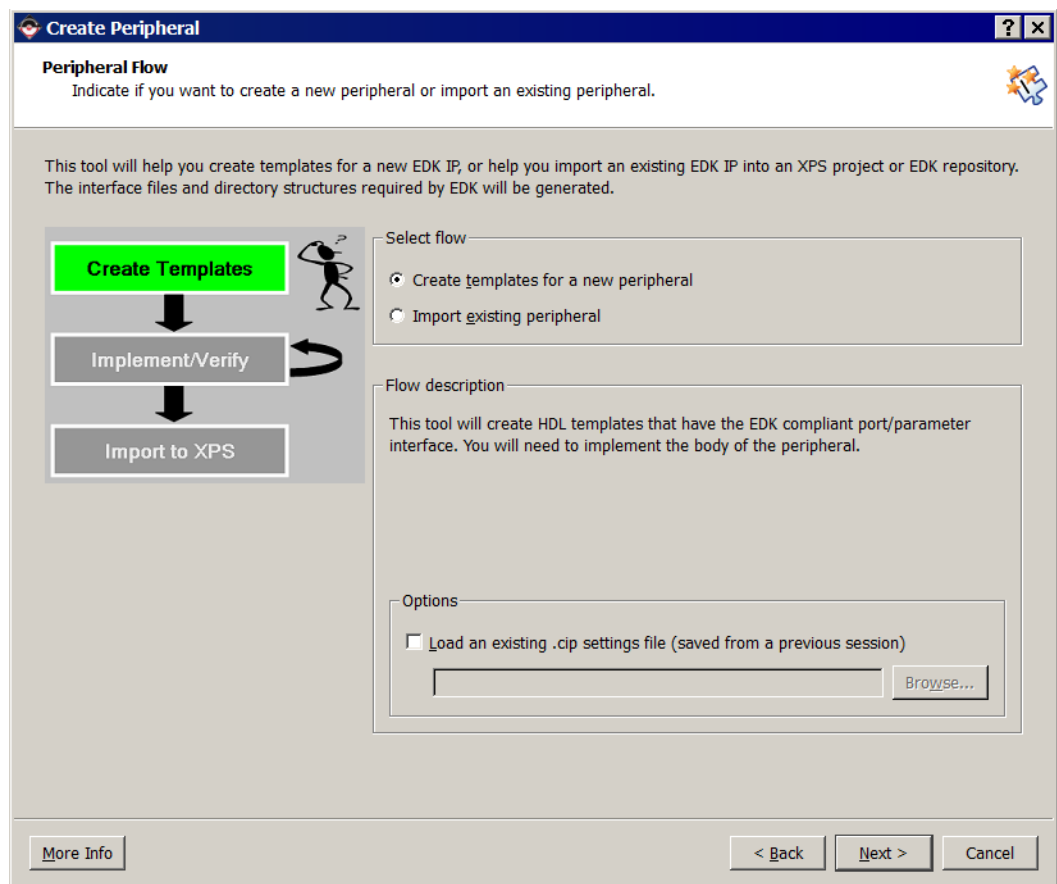 Create Peripheral
Peripheral Flow
Indicate if you want to create a new peripheral or import an existing peripheral.
This tool will help you create templates for a new EDK IP, or help you import an existing EDK IP into an XPS project or EDK repository.
The interface files and directory structures required by EDK will be generated.
Create Templates
?
Implement/Verify
Import to XPS
Select flow
Create templates for a new peripheral
Import existing peripheral
Flow description
This tool will create HDL templates that have the EDK compliant port/parameter
interface. You will need to implement the body of the peripheral.
Options
Load an existing .cip settings file (saved from a previous session)
Browse...
More Info
< Back
Next >
Cancel